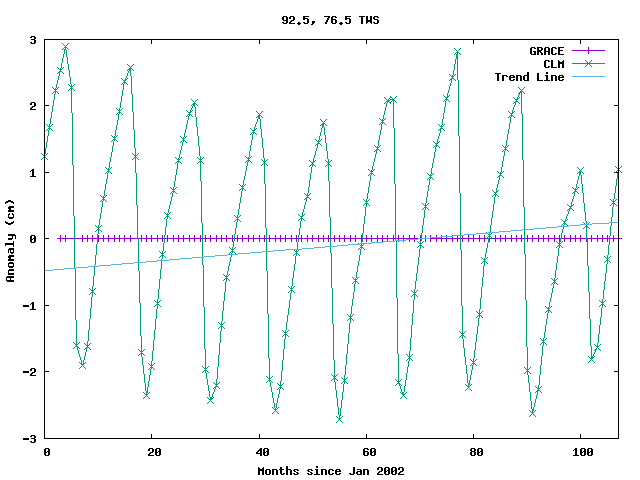 92.5, 76.5 TWS
GRACE
CLM
Trend Line
3
2
1
0
-1
-2
-3
Anomaly (cm)
0 20 40 60 80 100
Months since Jan 2002